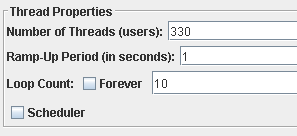 Thread Properties
Number of Threads (users): 330
Ramp-Up Period (in seconds): 1
Loop Count: Forever 10
Scheduler